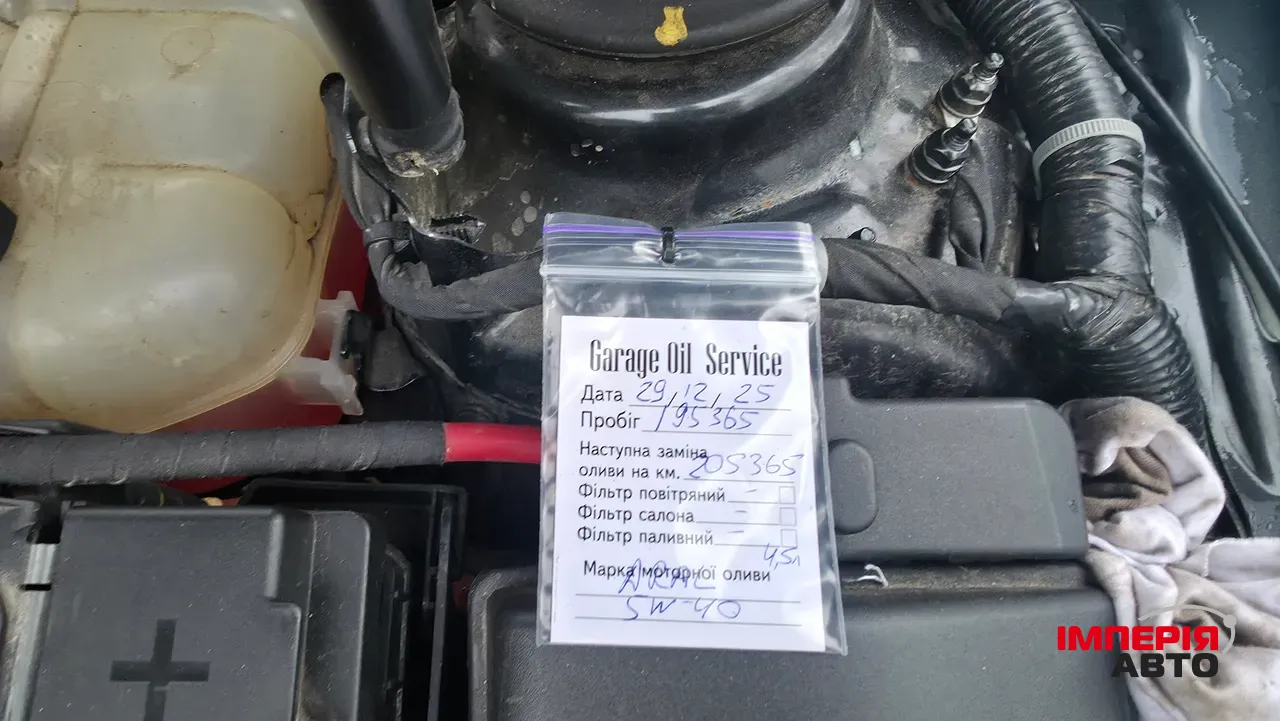 Garage Oil Service
Дата 29,12,25
Пробіг 195365
Наступна заміна
оливи на км. 205365
Фільтр повітряний –
Фільтр салона –
Фільтр паливний –
4,5л
Марка моторної оливи
ARAL
5W-40
ІМПЕРІЯ
АВТО